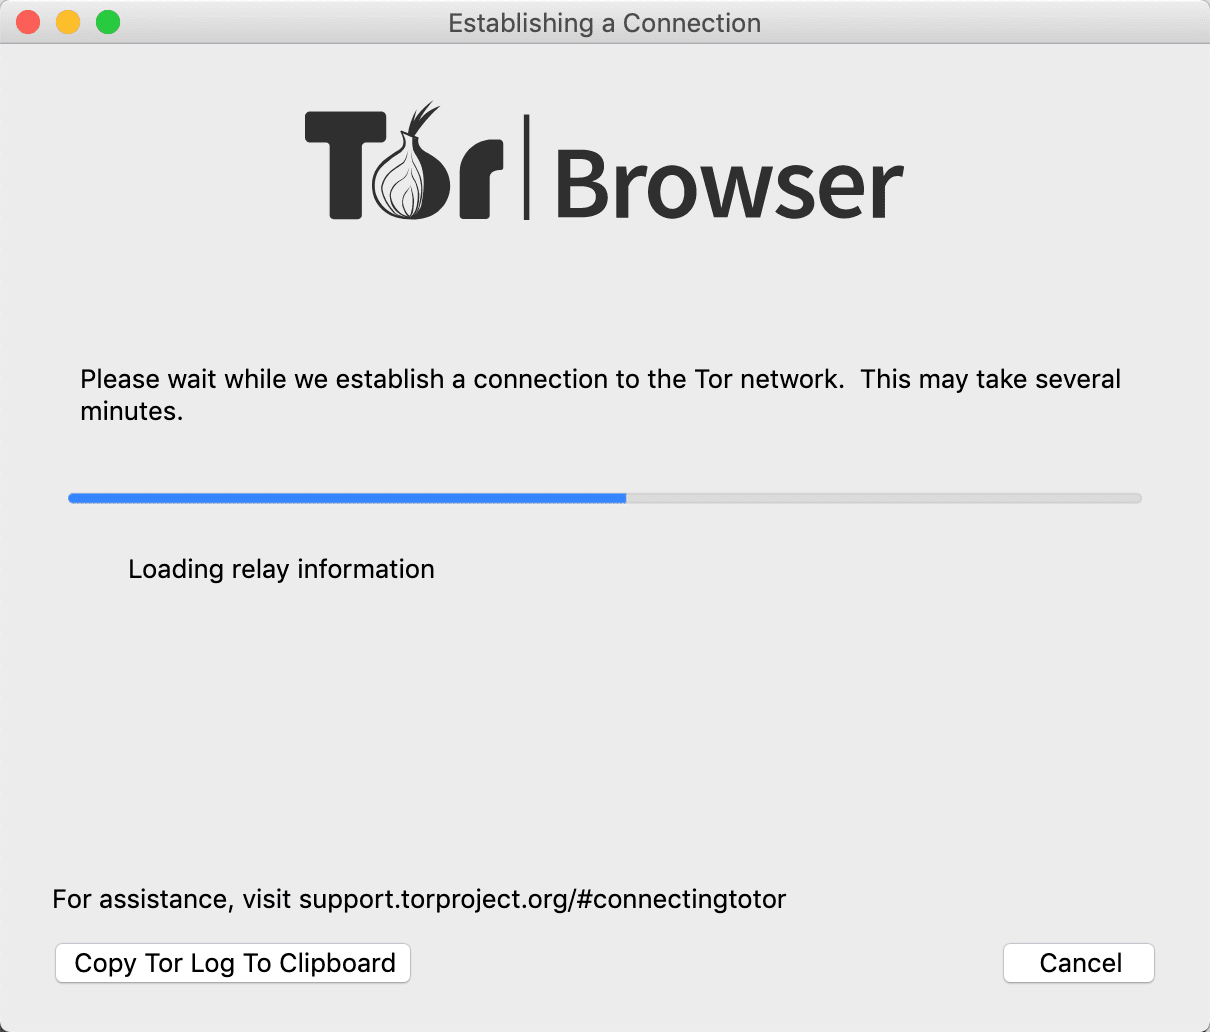 Establishing a Connection
Tor Browser
Please wait while we establish a connection to the Tor network.  This may take several
minutes.
Loading relay information
For assistance, visit support.torproject.org/#connectingtotor
Copy Tor Log To Clipboard
Cancel